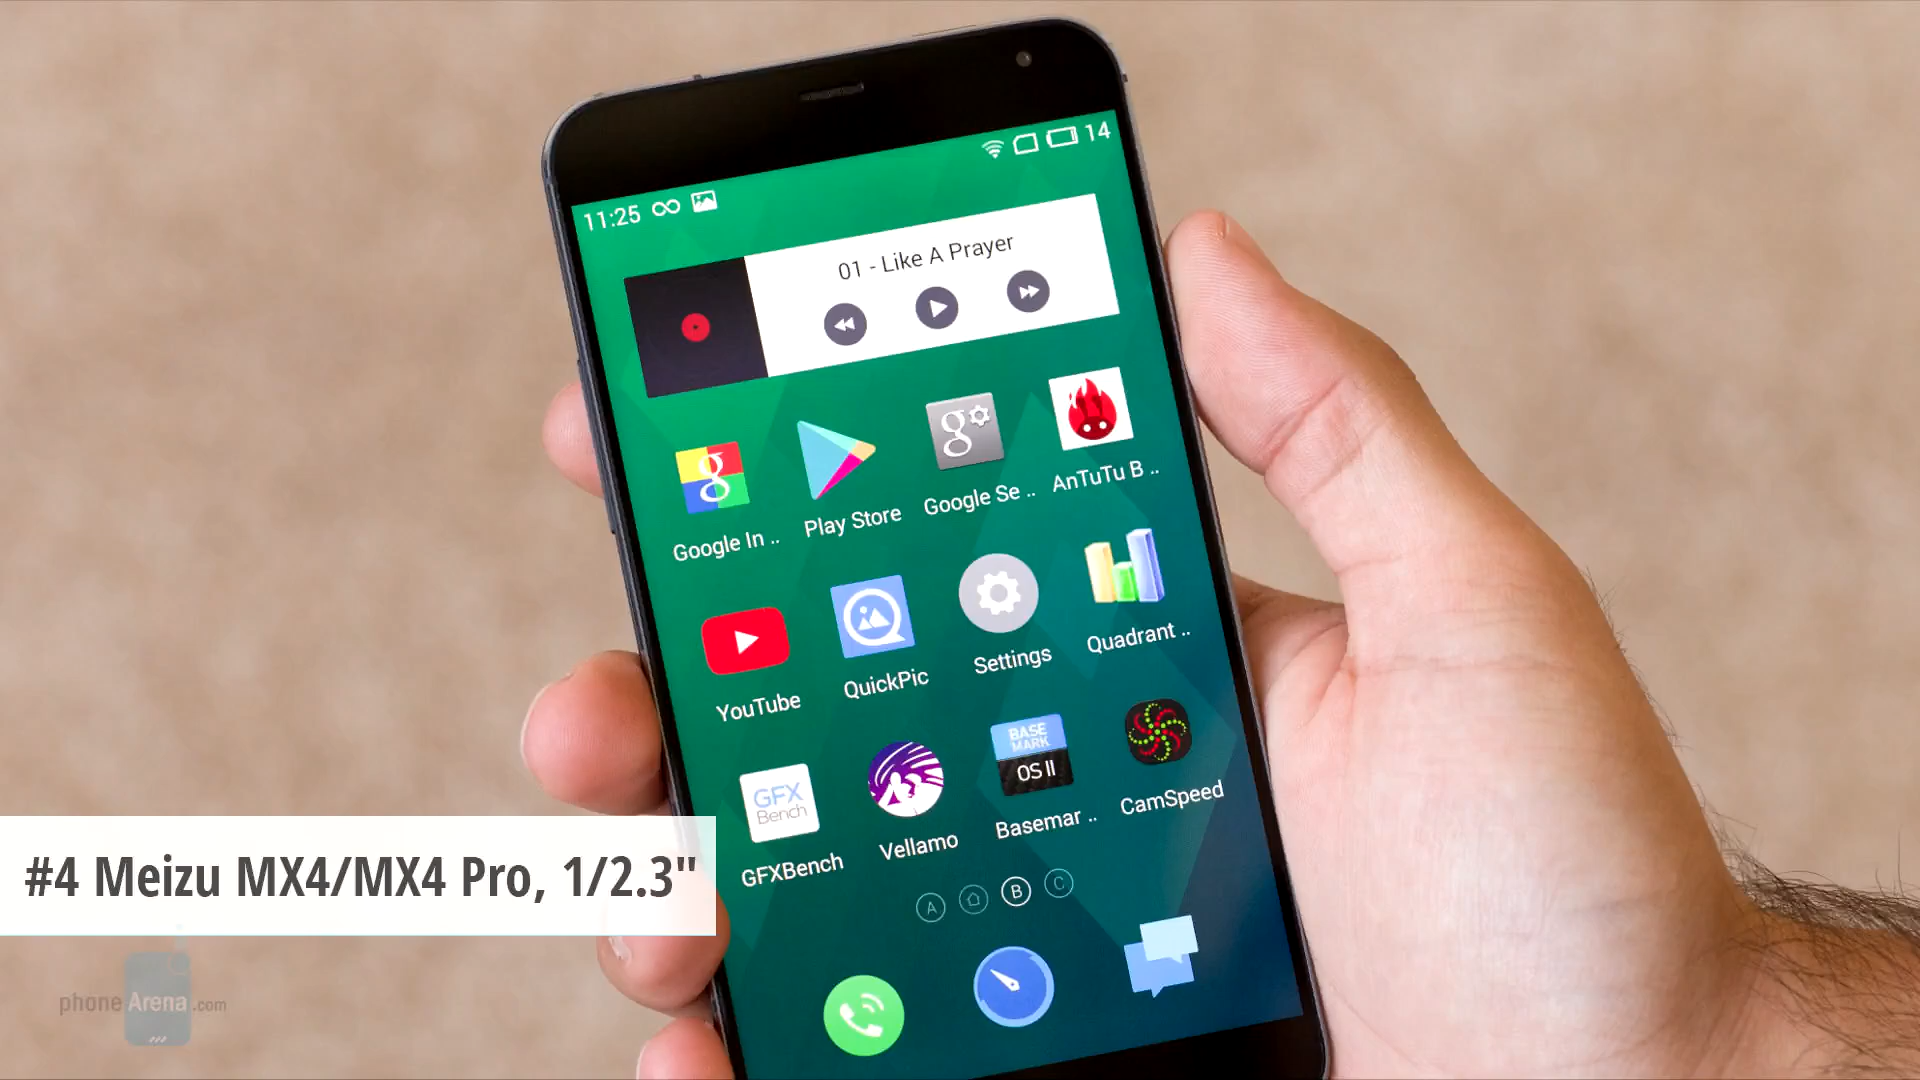 14
11:25
01 - Like A Prayer
g
g
Google In ..
Play Store
Google Se ..
AnTuTu B ..
YouTube
QuickPic
Settings
Quadrant ..
GFX
Bench
BASE
MARK
OS II
GFXBench
Vellamo
Basemar ..
CamSpeed
A
B
C
#4 Meizu MX4/MX4 Pro, 1/2.3"
phoneArena.com